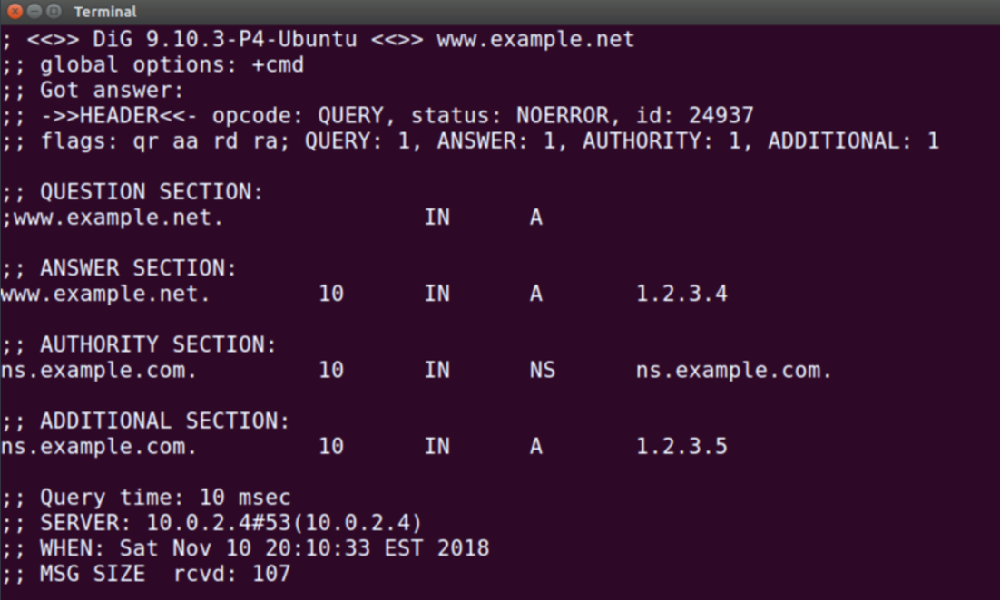 Terminal
; <<>> DiG 9.10.3-P4-Ubuntu <<>> www.example.net
;; global options: +cmd
;; Got answer:
;; ->>HEADER<<- opcode: QUERY, status: NOERROR, id: 24937
;; flags: qr aa rd ra; QUERY: 1, ANSWER: 1, AUTHORITY: 1, ADDITIONAL: 1
;; QUESTION SECTION:
;www.example.net. IN A
;; ANSWER SECTION:
www.example.net. 10 IN A 1.2.3.4
;; AUTHORITY SECTION:
ns.example.com. 10 IN NS ns.example.com.
;; ADDITIONAL SECTION:
ns.example.com. 10 IN A 1.2.3.5
;; Query time: 10 msec
;; SERVER: 10.0.2.4#53(10.0.2.4)
;; WHEN: Sat Nov 10 20:10:33 EST 2018
;; MSG SIZE rcvd: 107